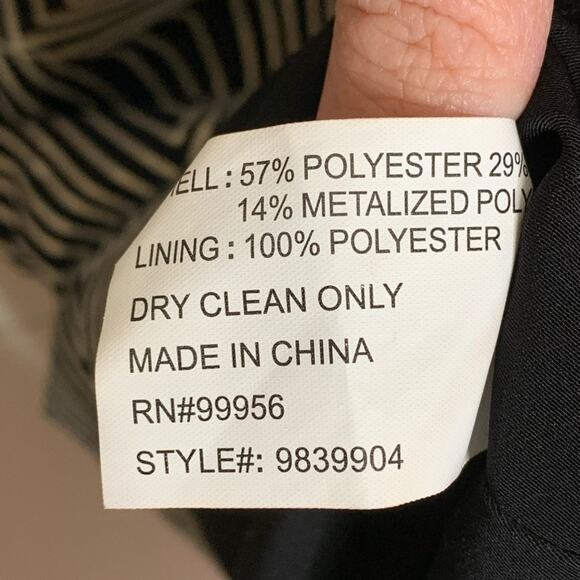 ELL : 57% POLYESTER 29%
14% METALIZED POLY
LINING : 100% POLYESTER
DRY CLEAN ONLY
MADE IN CHINA
RN#99956
STYLE#: 9839904